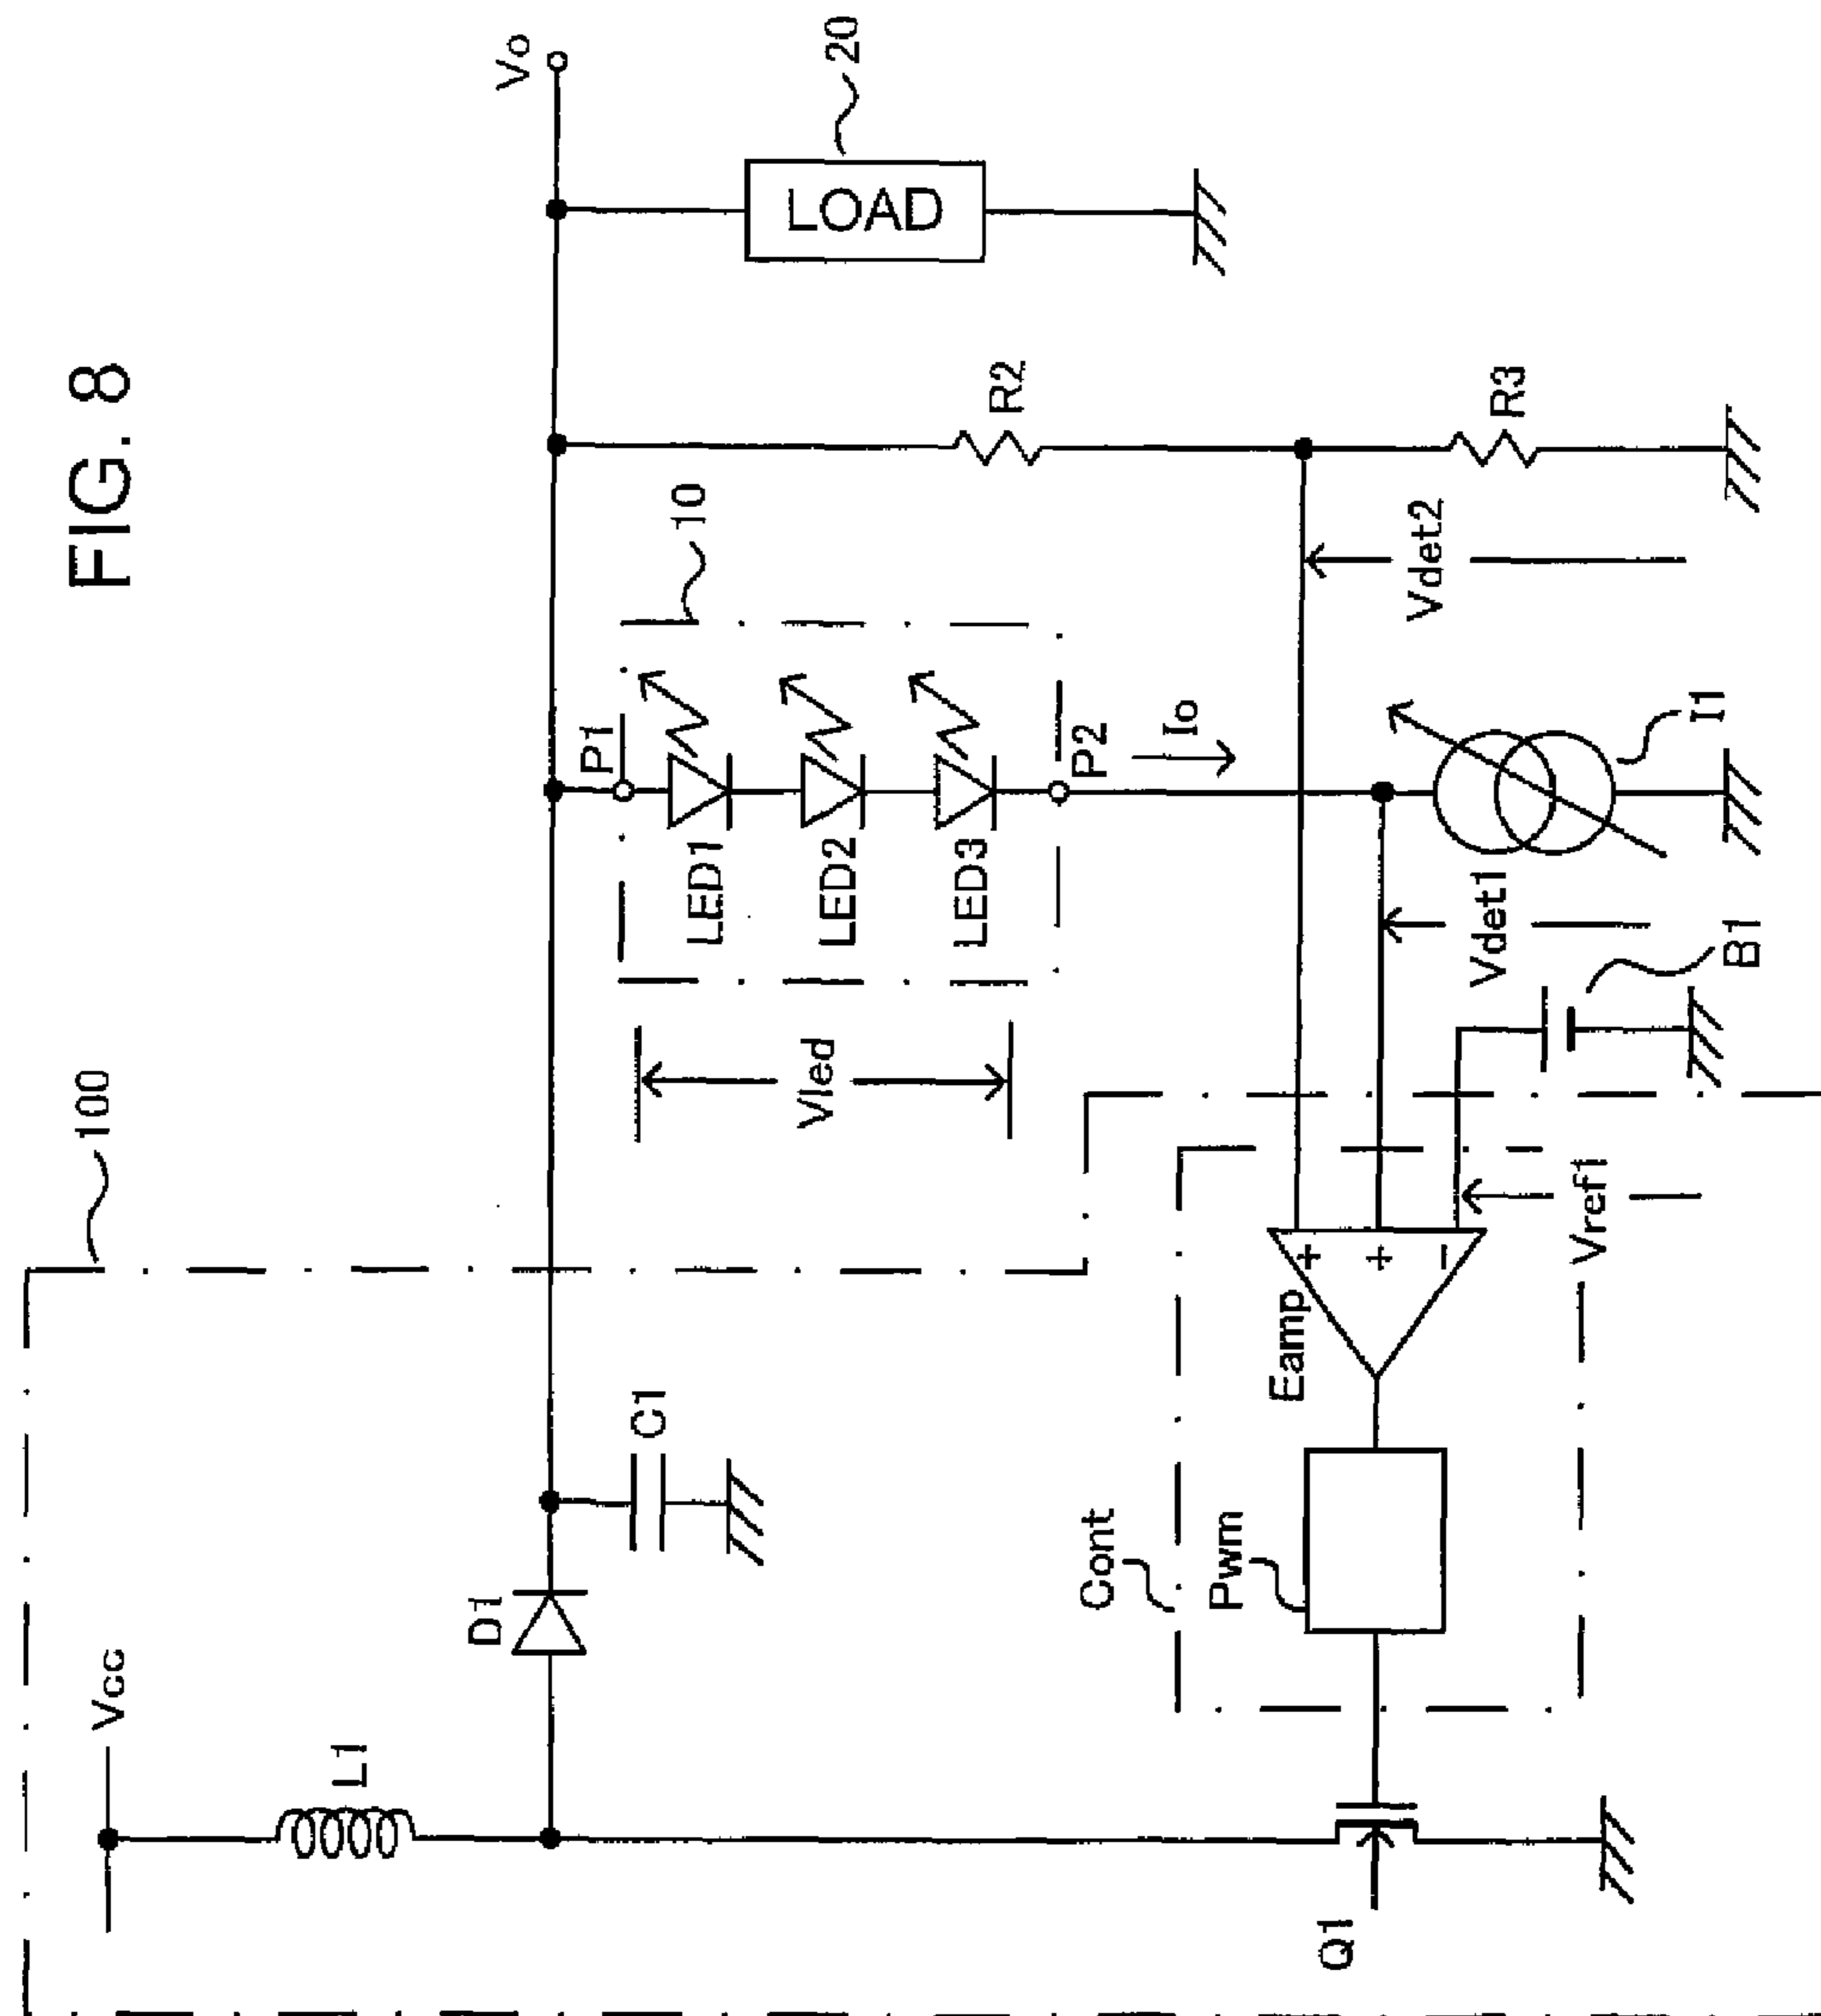 FIG. 8
100
Vcc
L1
D1
C1
Vo
P1
10
LED1
LED2
LED3
Vled
P2
Io
R2
LOAD
20
R3
Vdet2
Vdet1
I1
B1
Vref1
Eamp
+
+
−
Cont
Pwm
Q1